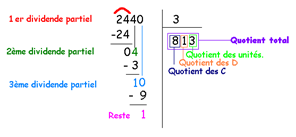 1 er dividende partiel 2440 3
-24
813 Quotient total
2ème dividende partiel 04
Quotient des unités.
- 3
Quotient des D
Quotient des C
3ème dividende partiel 10
- 9
Reste 1